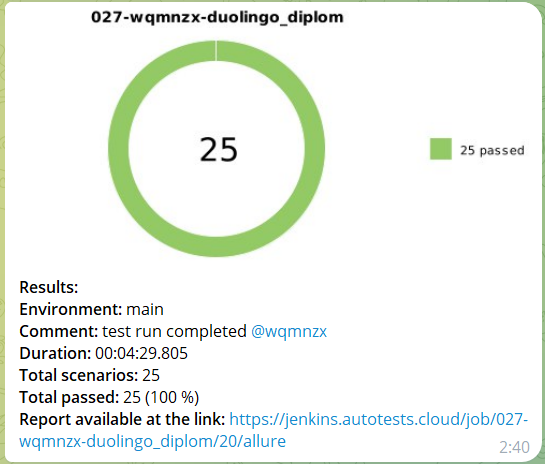 027-wqmnzx-duolingo_diplom
25
25 passed
Results:
Environment: main
Comment: test run completed @wqmnzx
Duration: 00:04:29.805
Total scenarios: 25
Total passed: 25 (100 %)
Report available at the link: https://jenkins.autotests.cloud/job/027-
wqmnzx-duolingo_diplom/20/allure
2:40